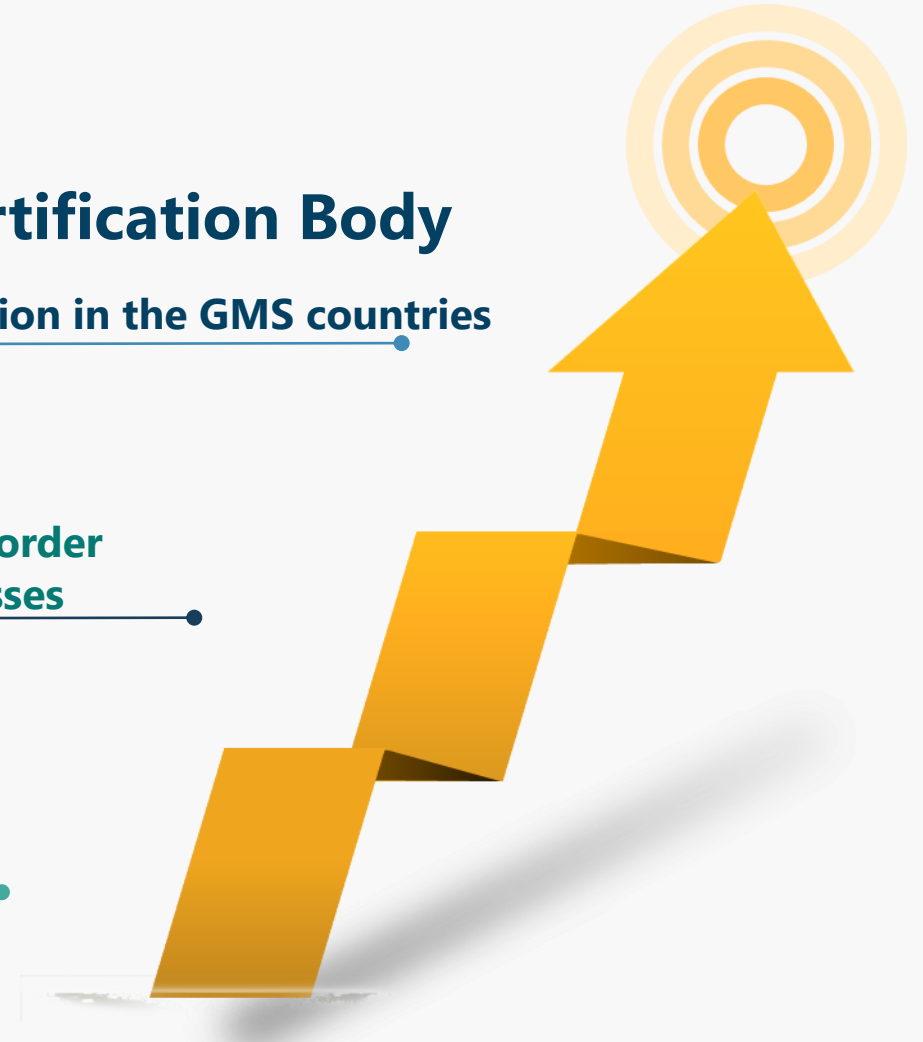 rtification Body
ion in the GMS countries
order
sses